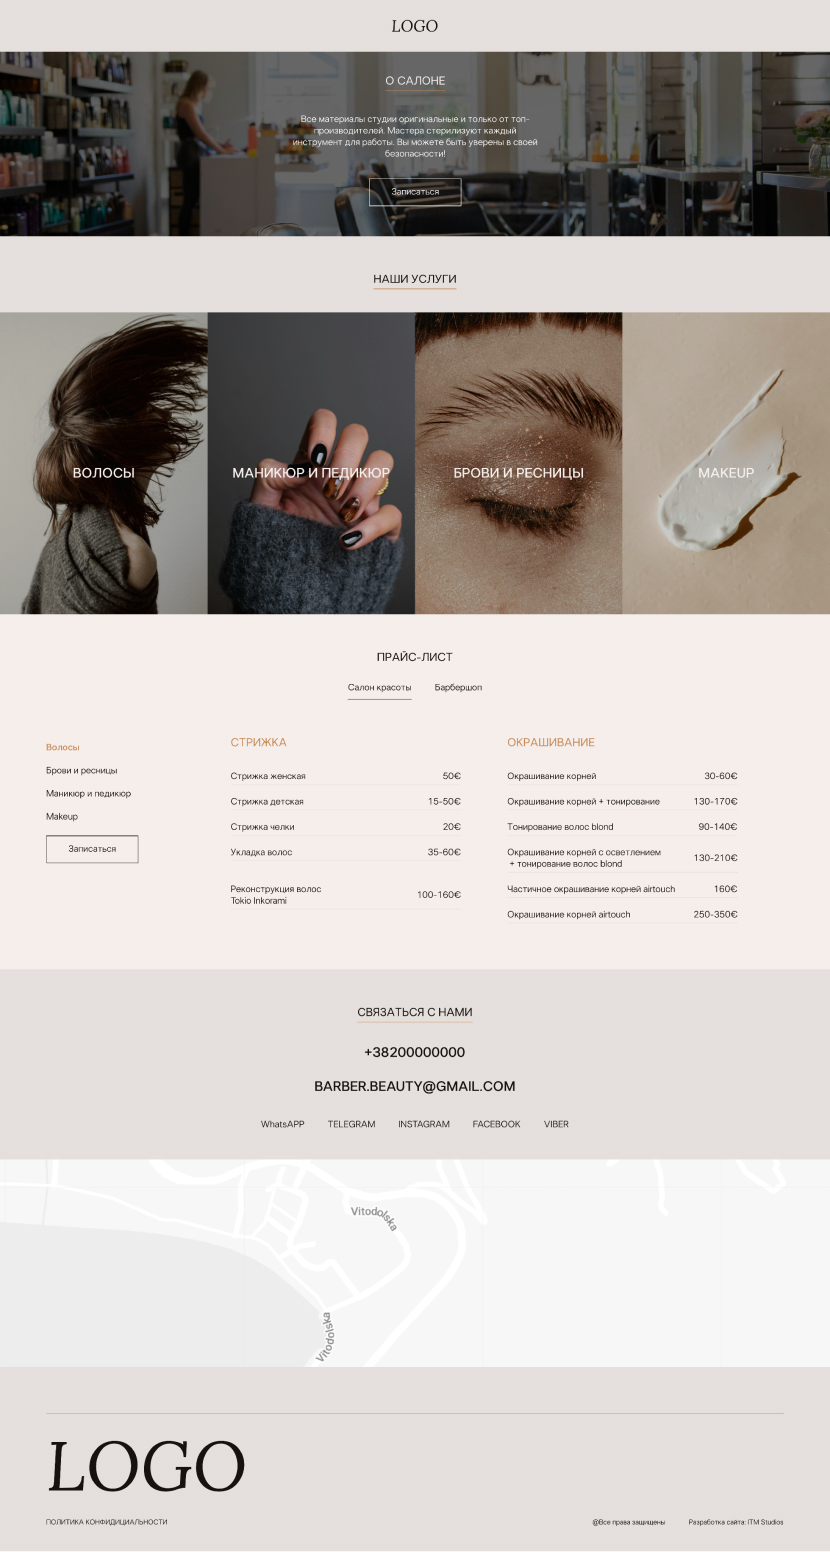 LOGO
О САЛОНЕ
Все материалы студии оригинальные и только от топ-
производителей. Мастера стерилизуют каждый
инструмент для работы. Вы можете быть уверены в своей
безопасности!
Записаться
НАШИ УСЛУГИ
ВОЛОСЫ
МАНИКЮР И ПЕДИКЮР
БРОВИ И РЕСНИЦЫ
MAKEUP
ПРАЙС-ЛИСТ
Салон красоты
Барбершоп
Волосы
Брови и ресницы
Маникюр и педикюр
Makeup
Записаться
СТРИЖКА
Стрижка женская 50€
Стрижка детская 15-50€
Стрижка челки 20€
Укладка волос 35-60€
Реконструкция волос
Tokio Inkorami 100-160€
ОКРАШИВАНИЕ
Окрашивание корней 30-60€
Окрашивание корней + тонирование 130-170€
Тонирование волос blond 90-140€
Окрашивание корней с осветлением
+ тонирование волос blond 130-210€
Частичное окрашивание корней airtouch 160€
Окрашивание корней airtouch 250-350€
СВЯЗАТЬСЯ С НАМИ
+38200000000
BARBER.BEAUTY@GMAIL.COM
WhatsAPP TELEGRAM INSTAGRAM FACEBOOK VIBER
Vitodolska
Vitodolska
LOGO
ПОЛИТИКА КОНФИДИЦИАЛЬНОСТИ
@Все права защищены
Разработка сайта: ITM Studios